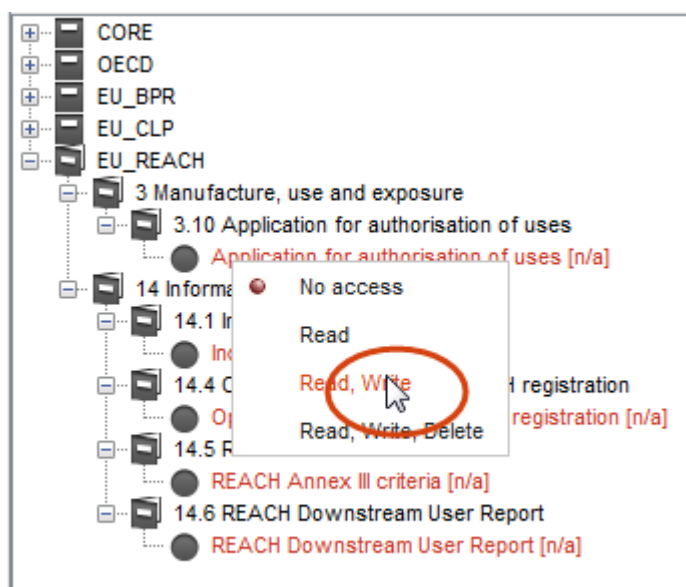 CORE
OECD
EU_BPR
EU_CLP
EU_REACH
3 Manufacture, use and exposure
3.10 Application for authorisation of uses
Application for authorisation of uses [n/a]
14 Informa
No access
14.1 I
Read
Read, Write
14.4 registration
registration [n/a]
Read, Write, Delete
14.5 R
REACH Annex III criteria [n/a]
14.6 REACH Downstream User Report
REACH Downstream User Report [n/a]